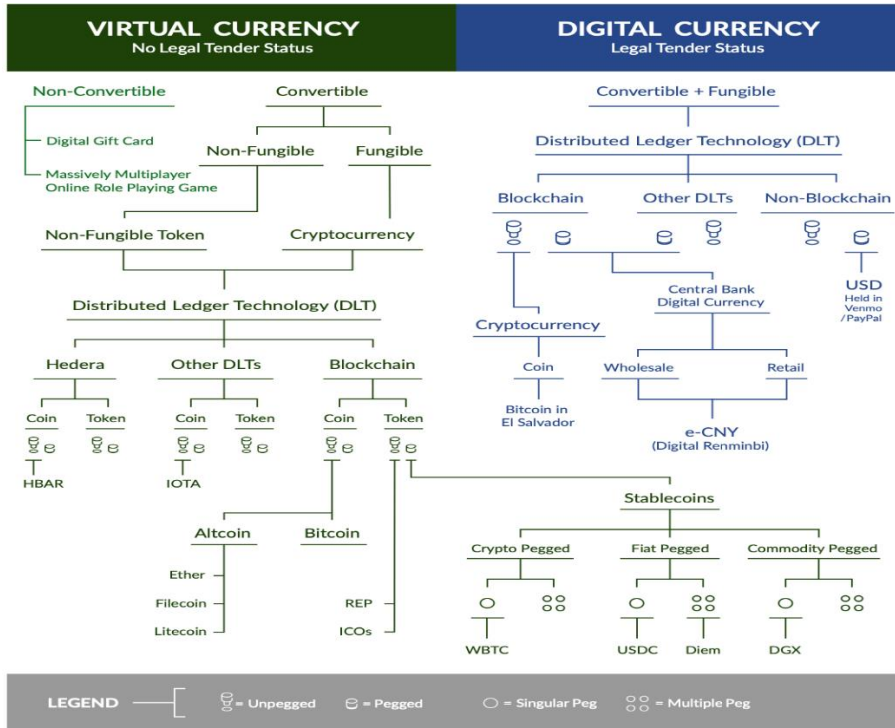 VIRTUAL CURRENCY
No Legal Tender Status
DIGITAL CURRENCY
Legal Tender Status
Non-Convertible
Digital Gift Card
Massively Multiplayer
Online Role Playing Game
Convertible
Non-Fungible
Fungible
Non-Fungible Token
Cryptocurrency
Distributed Ledger Technology (DLT)
Hedera
Other DLTs
Blockchain
Coin
Token
Coin
Token
Coin
Token
HBAR
IOTA
Altcoin
Bitcoin
Ether
Filecoin
Litecoin
REP
ICOs
Stablecoins
Crypto Pegged
Fiat Pegged
Commodity Pegged
WBTC
USDC
Diem
DGX
Convertible + Fungible
Distributed Ledger Technology (DLT)
Blockchain
Other DLTs
Non-Blockchain
Cryptocurrency
Coin
Bitcoin in
El Salvador
Central Bank
Digital Currency
Wholesale
Retail
e-CNY
(Digital Renminbi)
USD
Held in
Venmo
/PayPal
LEGEND
= Unpegged
= Pegged
= Singular Peg
= Multiple Peg